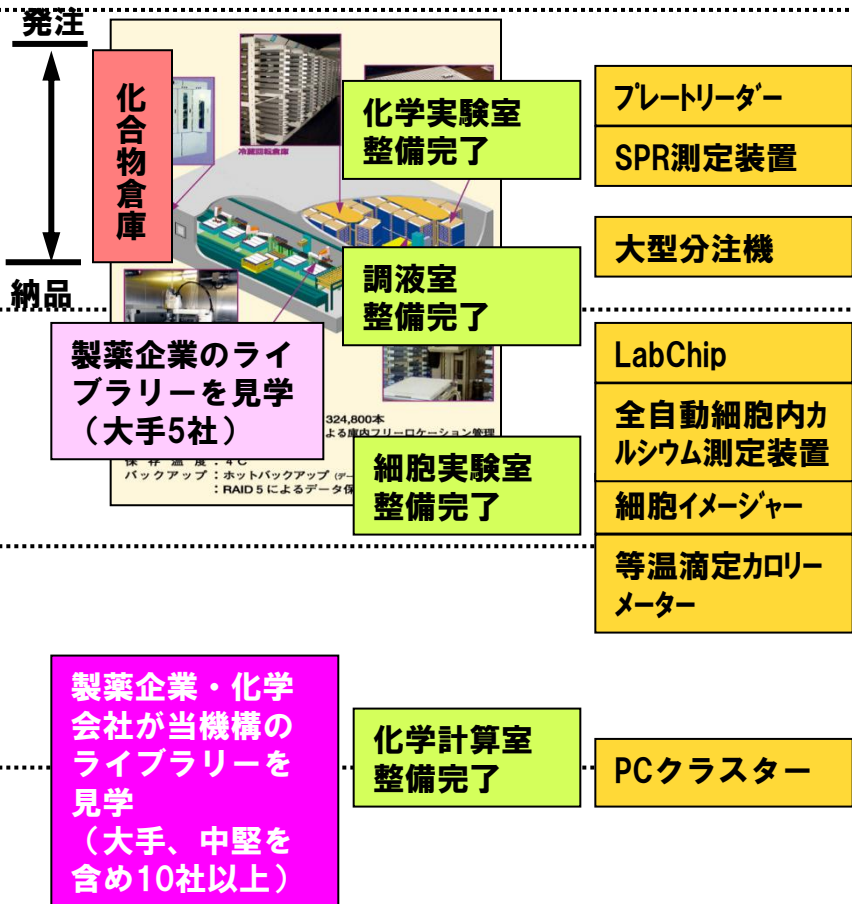 発注
納品
化合物倉庫
冷蔵回転倉庫
化学実験室
整備完了
プレートリーダー
SPR測定装置
調液室
整備完了
大型分注機
製薬企業のライ
ブラリーを見学
(大手5社)
324,800本
よる庫内フリーロケーション管理
保存温度:4℃
バックアップ:ホットバックアップ
:RAID 5 によるデータ保
細胞実験室
整備完了
LabChip
全自動細胞内カ
ルシウム測定装置
細胞イメージャー
等温滴定カロリー
メーター
製薬企業・化学
会社が当機構の
ライブラリーを
見学
(大手、中堅を
含め10社以上)
化学計算室
整備完了
PCクラスター